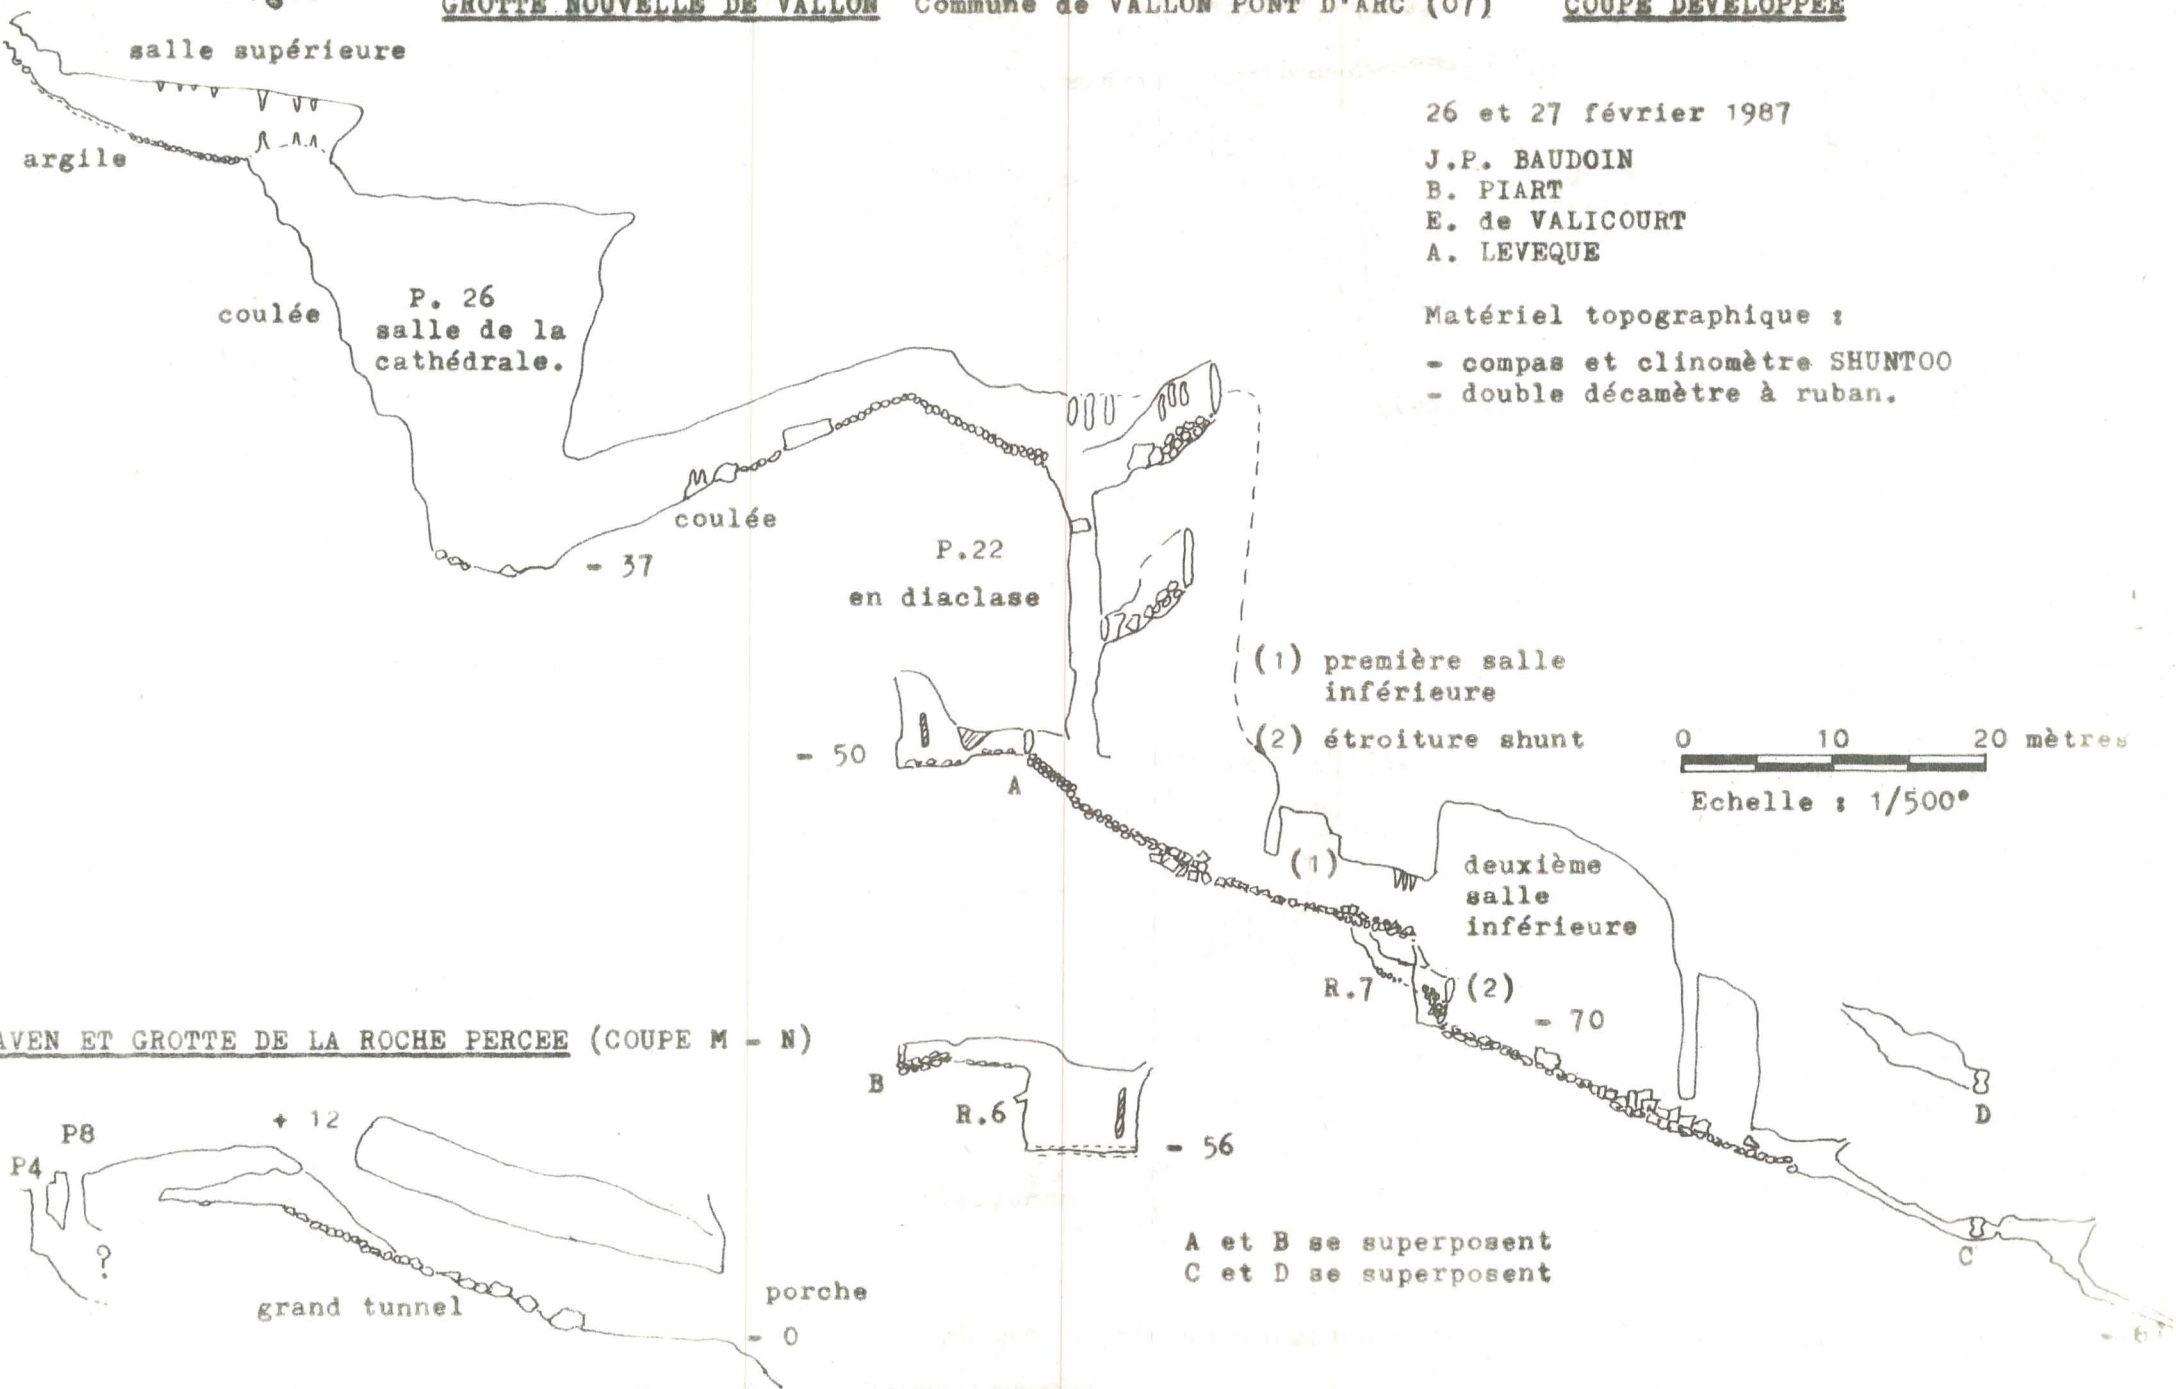 GROTTE NOUVELLE DE VALLON Commune de VALLON PONT D'ARC (07) COUPE DEVELOPPEE
salle supérieure
argile
26 et 27 février 1987
J.P. BAUDOIN
B. PIART
E. de VALICOURT
A. LEVEQUE
coulée
P. 26
salle de la
cathédrale.
Matériel topographique :
- compas et clinomètre SHUNTOO
- double décamètre à ruban.
coulée
- 37
P.22
en diaclase
(1) première salle
inférieure
(2) étroiture shunt
- 50
A
0 10 20 mètres
Echelle : 1/500°
(1)
deuxième
salle
inférieure
R.7
(2)
- 70
AVEN ET GROTTE DE LA ROCHE PERCEE (COUPE M - N)
B
R.6
- 56
D
+ 12
P8
P4
?
grand tunnel
porche
- 0
A et B se superposent
C et D se superposent
C